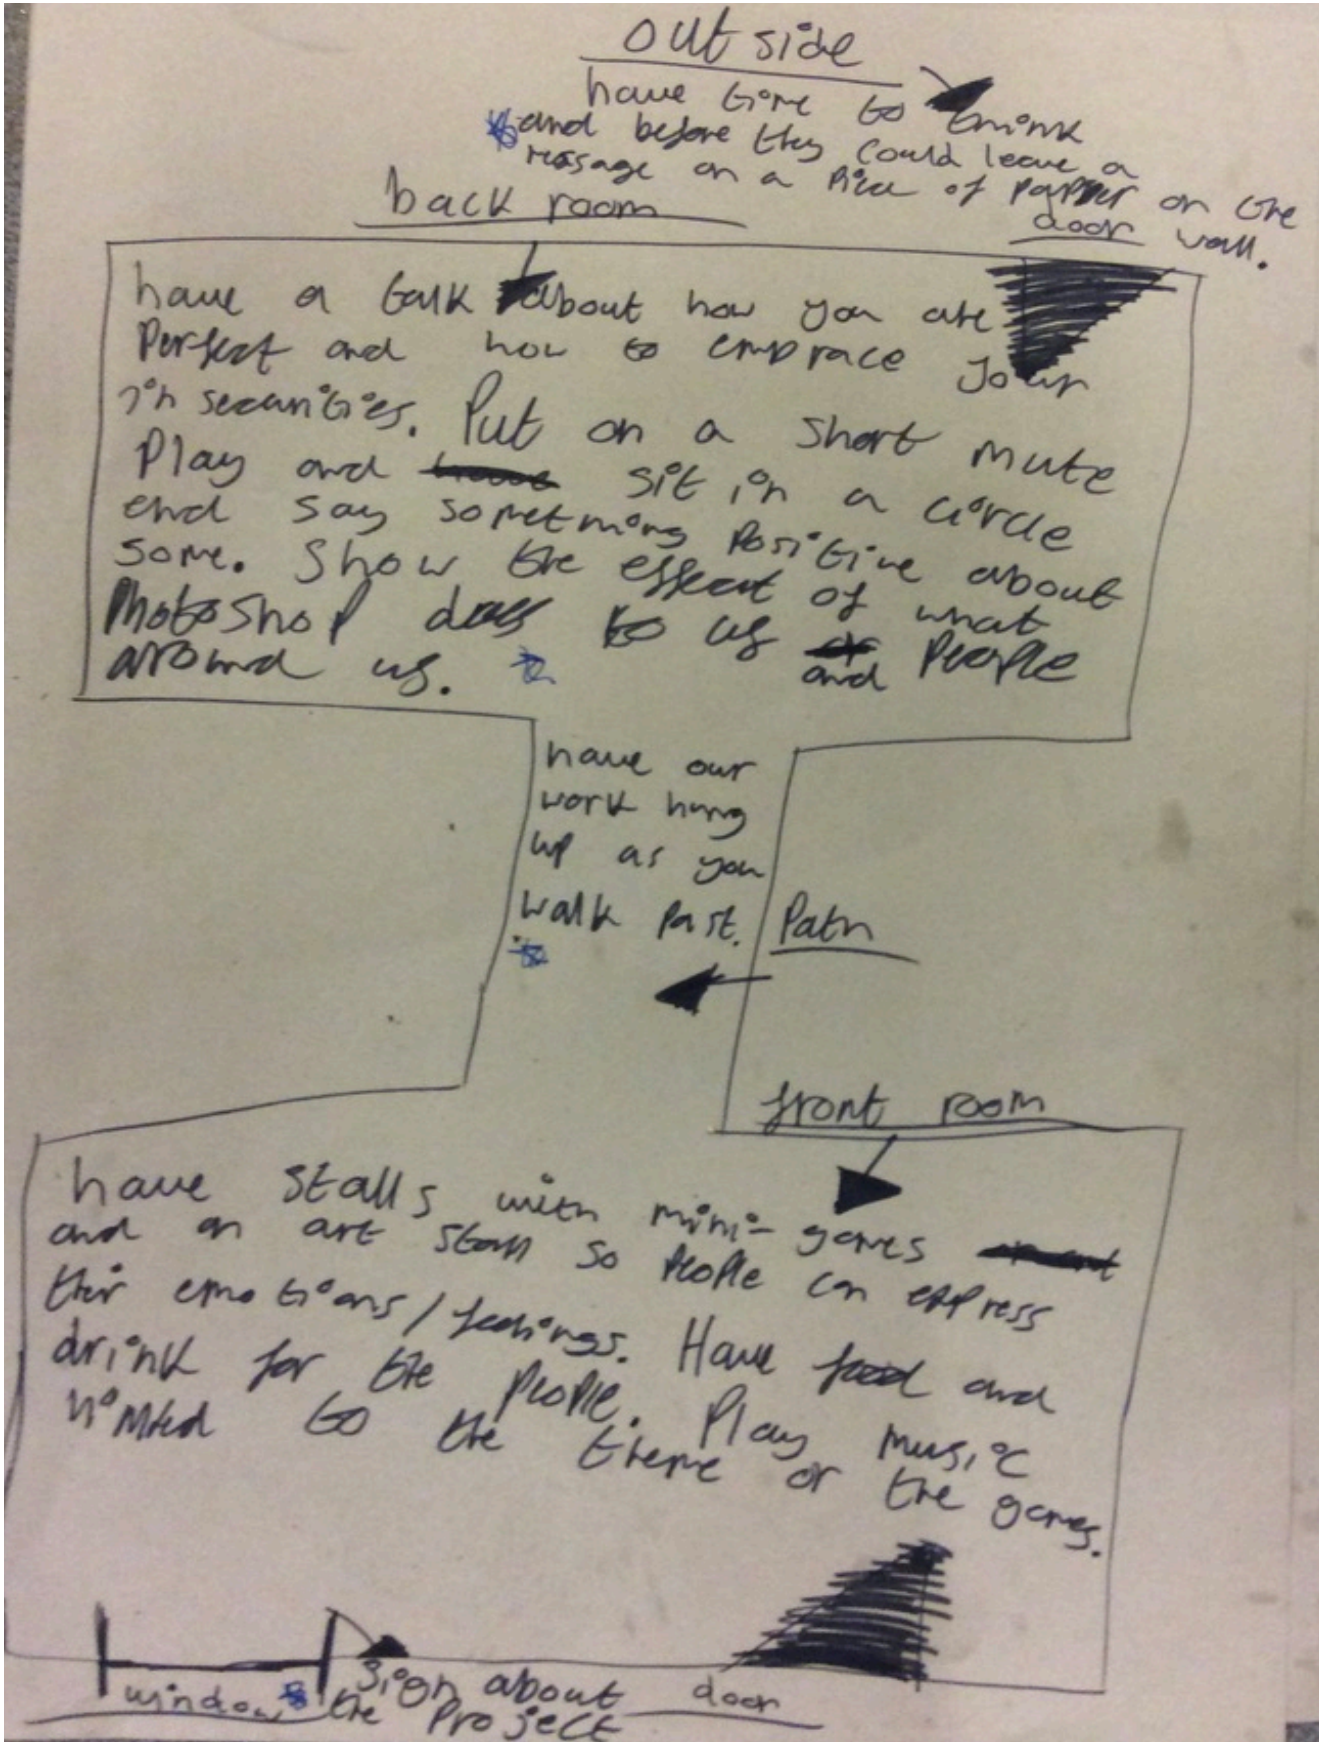 outside
have time to think
and before they could leave a
message on a piece of papper on the
wall.
back room
door
have a talk about how you are
perfect and how to embrace your
insecurities. Put on a short mute
play and sit in a circle
and say something positive about
some. Show the effect of what
Photoshop does to us and people
around us.
have our
work hung
up as you
walk past.
Path
front room
have stalls with mini-games
and an art stall so people can express
their emotions/feelings. Have food and
drink for the people. Play music
to the theme or the games.
window
sign about
the project
door